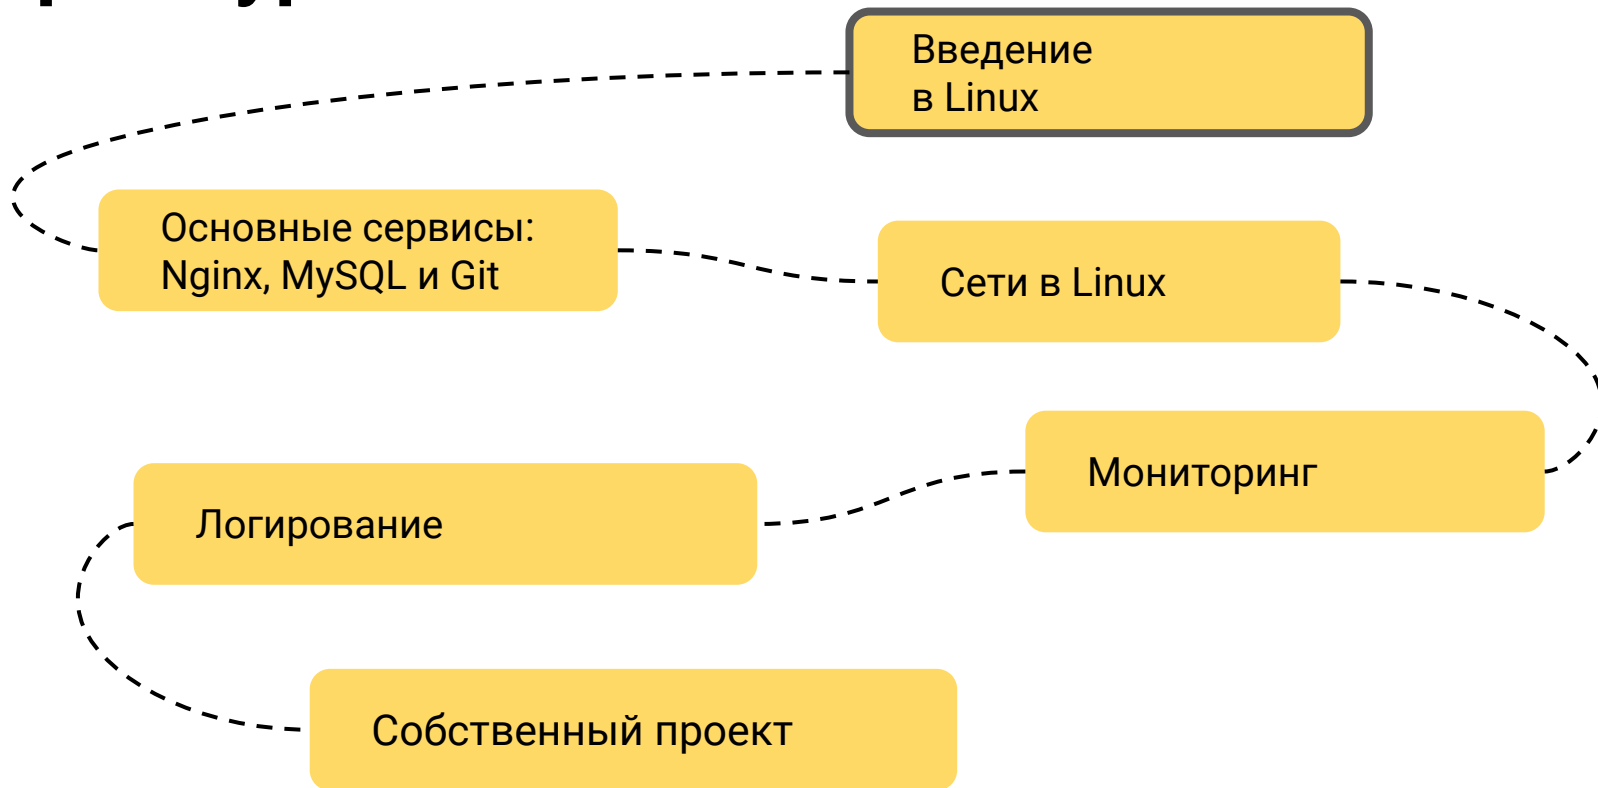 Введение
в Linux
Основные сервисы:
Nginx, MySQL и Git
Сети в Linux
Мониторинг
Логирование
Собственный проект